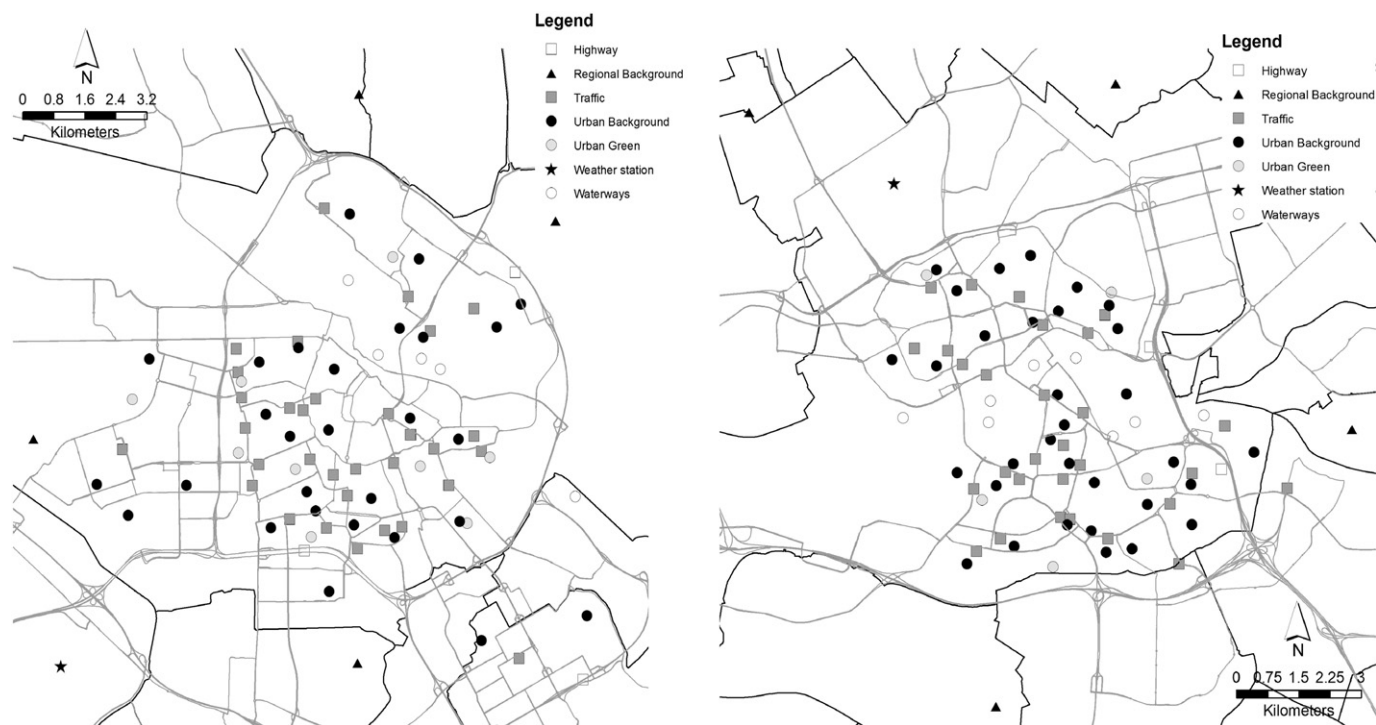 N
0 0.8 1.6 2.4 3.2
Kilometers
Legend
Highway
Regional Background
Traffic
Urban Background
Urban Green
Weather station
Waterways
Legend
Highway
Regional Background
Traffic
Urban Background
Urban Green
Weather station
Waterways
N
0 0.75 1.5 2.25 3
Kilometers